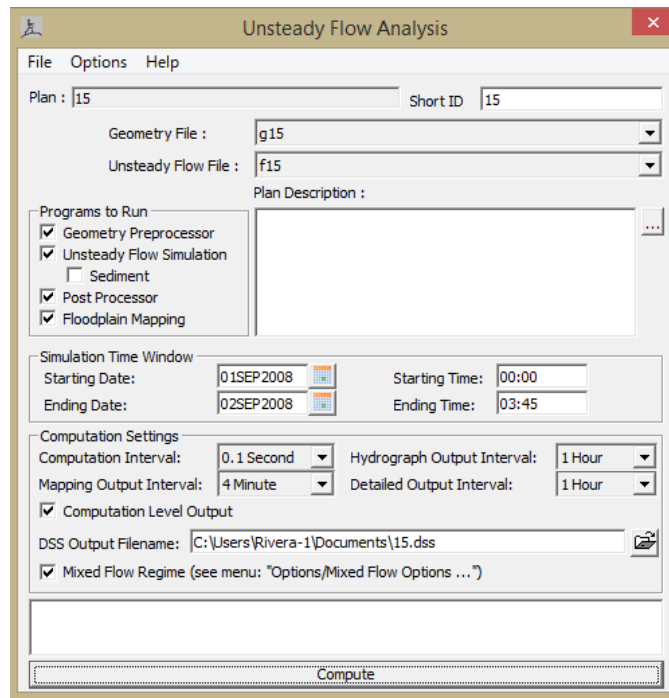 Unsteady Flow Analysis
File Options Help
Plan : 15 Short ID 15
Geometry File : g15
Unsteady Flow File : f15
Plan Description :
Programs to Run
Geometry Preprocessor
...
Unsteady Flow Simulation
Sediment
Post Processor
Floodplain Mapping
Simulation Time Window
Starting Date: 01SEP2008 Starting Time: 00:00
Ending Date: 02SEP2008 Ending Time: 03:45
Computation Settings
Computation Interval: 0.1 Second Hydrograph Output Interval: 1 Hour
Mapping Output Interval: 4 Minute Detailed Output Interval: 1 Hour
Computation Level Output
DSS Output Filename: C:\Users\Rivera-1\Documents\15.dss
Mixed Flow Regime (see menu: "Options/Mixed Flow Options ...")
Compute